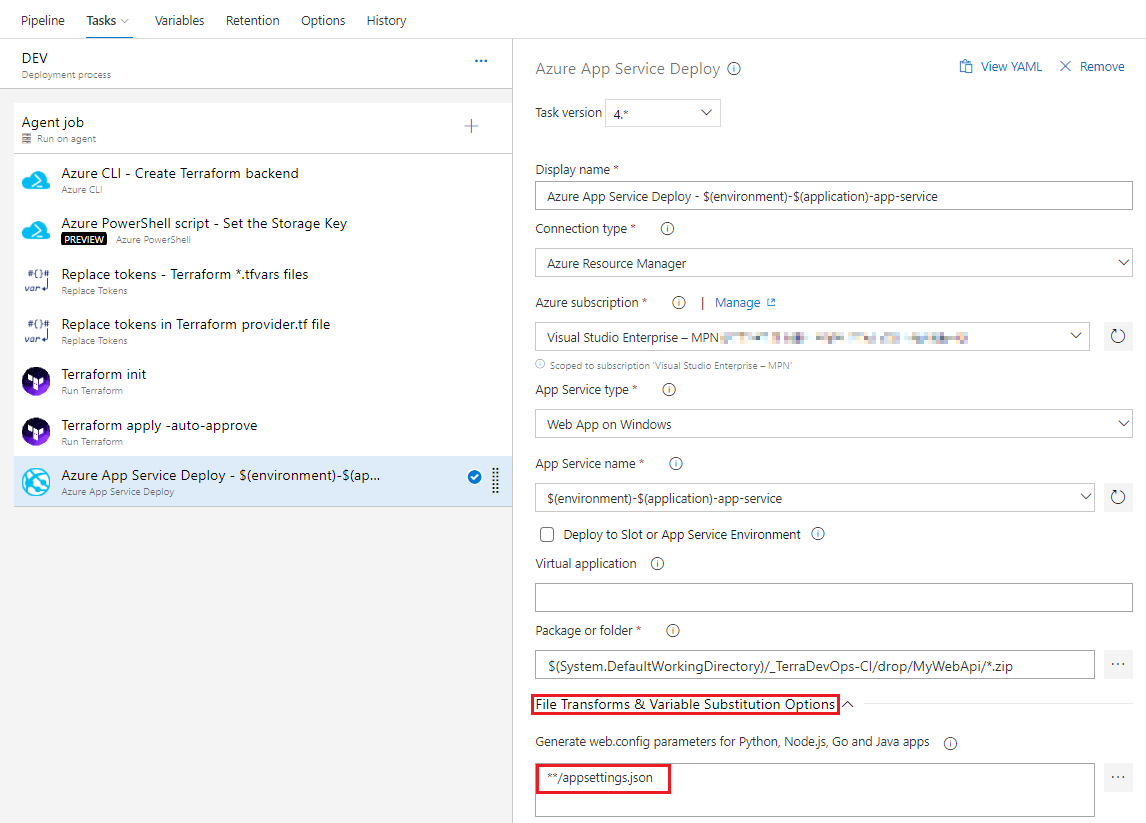 Pipeline Tasks Variables Retention Options History
DEV
Deployment process
Agent job
Run on agent
Azure CLI - Create Terraform backend
Azure CLI
Azure PowerShell script - Set the Storage Key
PREVIEW Azure PowerShell
#{}#
var
Replace tokens - Terraform *.tfvars files
Replace Tokens
#{}#
var
Replace tokens in Terraform provider.tf file
Replace Tokens
Terraform init
Run Terraform
Terraform apply -auto-approve
Run Terraform
Azure App Service Deploy - $(environment)-$(ap...
Azure App Service Deploy
Azure App Service Deploy
View YAML Remove
Task version 4.*
Display name *
Azure App Service Deploy - $(environment)-$(application)-app-service
Connection type *
Azure Resource Manager
Azure subscription * | Manage
Visual Studio Enterprise – MPN
Scoped to subscription 'Visual Studio Enterprise – MPN'
App Service type *
Web App on Windows
App Service name *
$(environment)-$(application)-app-service
Deploy to Slot or App Service Environment
Virtual application
Package or folder *
$(System.DefaultWorkingDirectory)/_TerraDevOps-CI/drop/MyWebApi/*.zip
File Transforms & Variable Substitution Options
Generate web.config parameters for Python, Node.js, Go and Java apps
**/appsettings.json